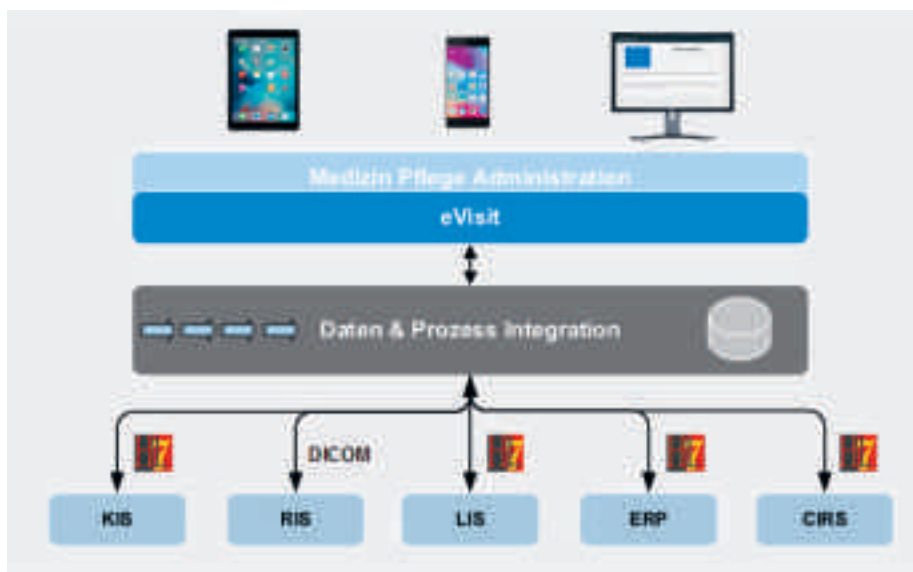 Medizin Pflege Administration
eVisit
Daten & Prozess Integration
DICOM
KIS
RIS
LIS
ERP
CIRS